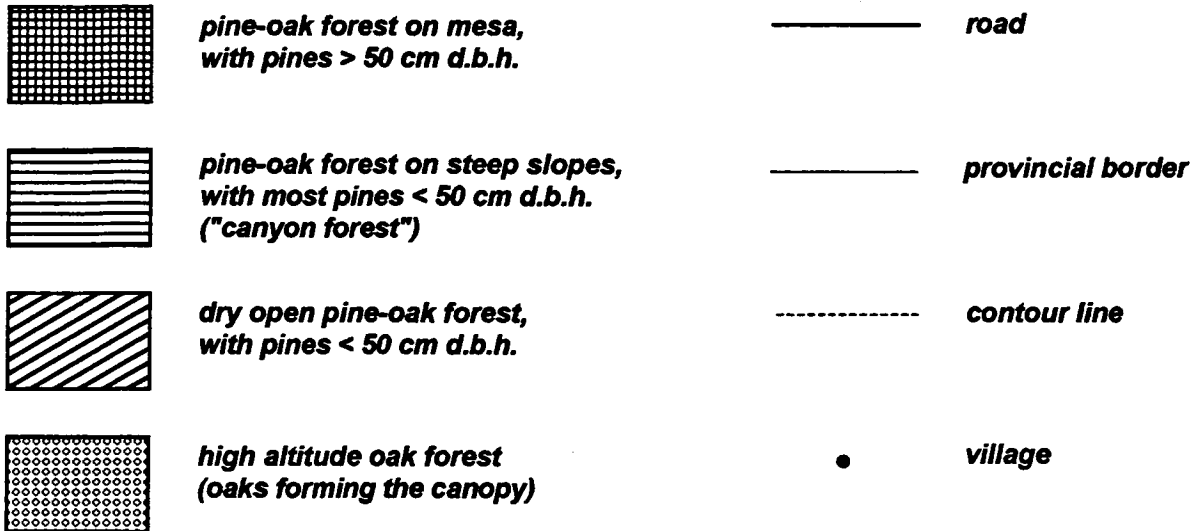 pine-oak forest on mesa,
with pines > 50 cm d.b.h.
pine-oak forest on steep slopes,
with most pines < 50 cm d.b.h.
("canyon forest")
dry open pine-oak forest,
with pines < 50 cm d.b.h.
high altitude oak forest
(oaks forming the canopy)
road
provincial border
contour line
village